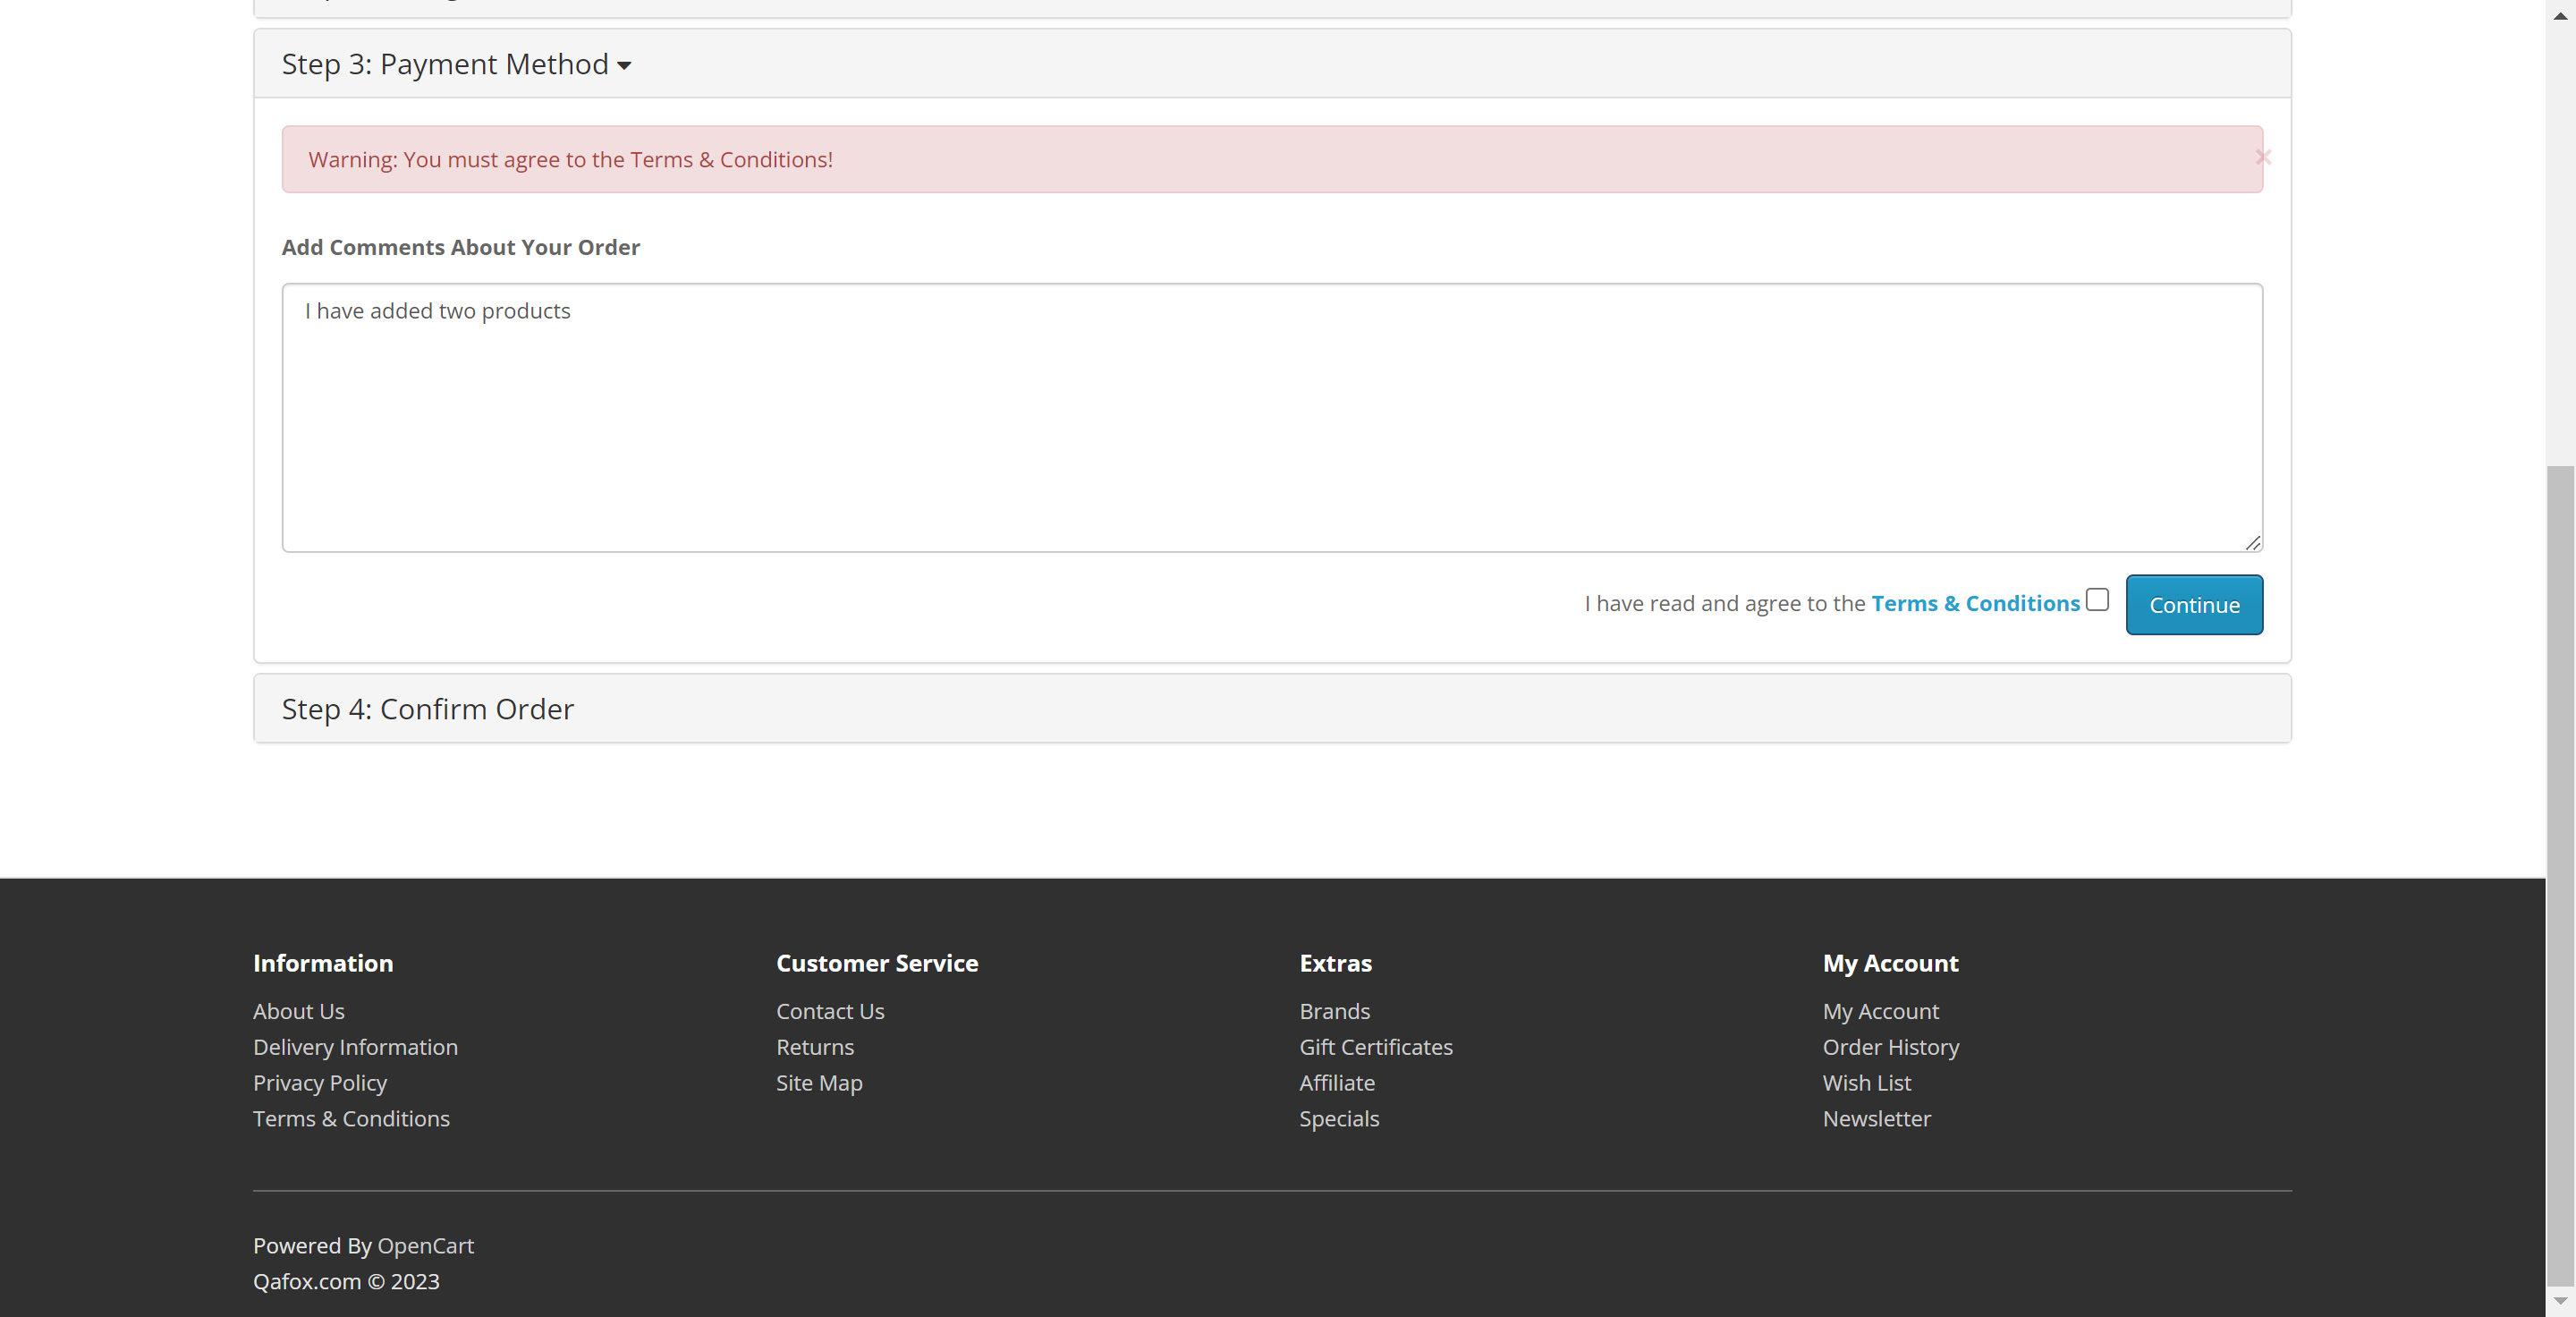 Step 3: Payment Method
Warning: You must agree to the Terms & Conditions!
×
Add Comments About Your Order
I have added two products
I have read and agree to the Terms & Conditions
Continue
Step 4: Confirm Order
Information
About Us
Delivery Information
Privacy Policy
Terms & Conditions
Customer Service
Contact Us
Returns
Site Map
Extras
Brands
Gift Certificates
Affiliate
Specials
My Account
My Account
Order History
Wish List
Newsletter
Powered By OpenCart
Qafox.com © 2023